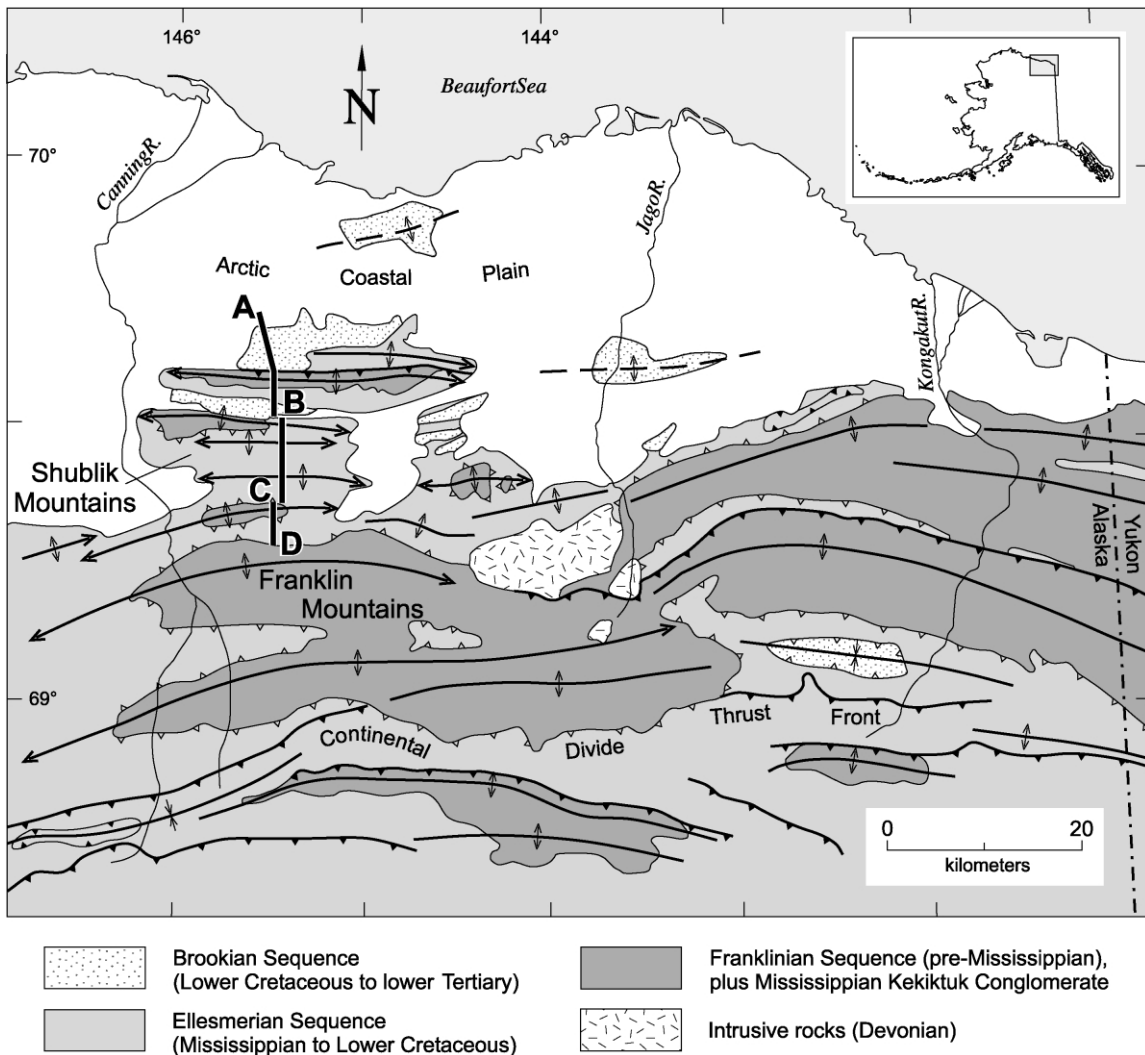 146°
144°
N
BeaufortSea
70°
CanningR.
JagoR.
KongakutR.
Arctic
Coastal
Plain
A
B
Shublik
Mountains
C
D
Franklin
Mountains
Alaska
Yukon
69°
Thrust
Front
Continental
Divide
0
20
kilometers
Brookian Sequence
(Lower Cretaceous to lower Tertiary)
Ellesmerian Sequence
(Mississippian to Lower Cretaceous)
Franklinian Sequence (pre-Mississippian),
plus Mississippian Kekiktuk Conglomerate
Intrusive rocks (Devonian)